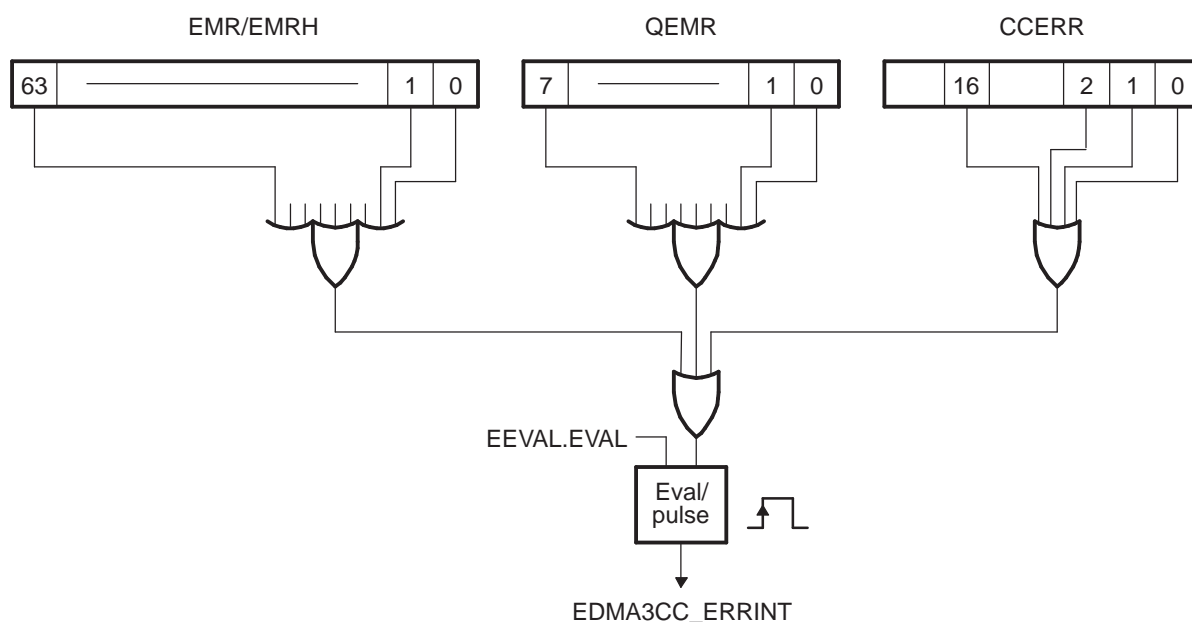 EMR/EMRH QEMR CCERR
63 1 0 7 1 0 16 2 1 0
EEVAL.EVAL
Eval/
pulse
EDMA3CC_ERRINT